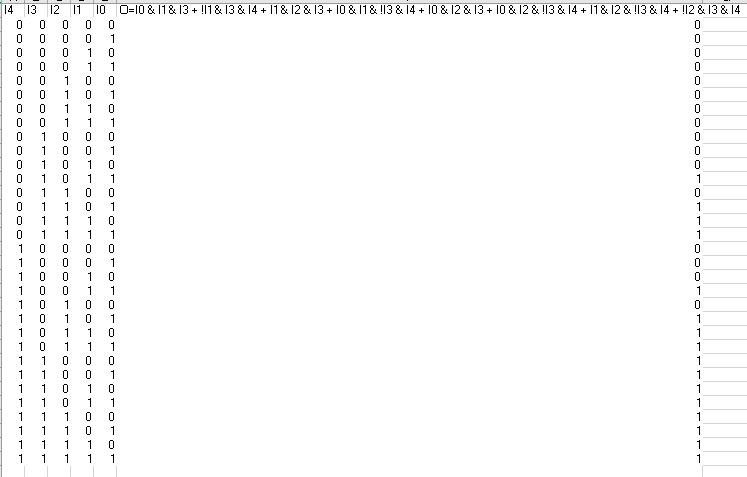 I4 I3 I2 I1 I0 O=I0 & I1& I3 + !I1& I3 & I4 + I1& I2 & I3 + I0 & I1& !I3 & I4 + I0 & I2 & I3 + I0 & I2 & !I3 & I4 + I1& I2 & !I3 & I4 + !I2 & I3 & I4
0 0 0 0 0 0
0 0 0 0 1 0
0 0 0 1 0 0
0 0 0 1 1 0
0 0 1 0 0 0
0 0 1 0 1 0
0 0 1 1 0 0
0 0 1 1 1 0
0 1 0 0 0 0
0 1 0 0 1 0
0 1 0 1 0 0
0 1 0 1 1 1
0 1 1 0 0 0
0 1 1 0 1 1
0 1 1 1 0 1
0 1 1 1 1 1
1 0 0 0 0 0
1 0 0 0 1 0
1 0 0 1 0 0
1 0 0 1 1 1
1 0 1 0 0 0
1 0 1 0 1 1
1 0 1 1 0 1
1 0 1 1 1 1
1 1 0 0 0 1
1 1 0 0 1 1
1 1 0 1 0 1
1 1 0 1 1 1
1 1 1 0 0 1
1 1 1 0 1 1
1 1 1 1 0 1
1 1 1 1 1 1